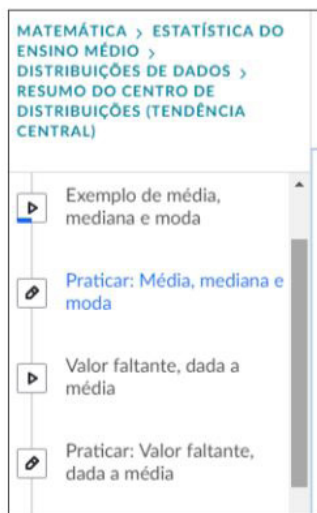 MATEMÁTICA > ESTATÍSTICA DO
ENSINO MÉDIO >
DISTRIBUIÇÕES DE DADOS >
RESUMO DO CENTRO DE
DISTRIBUIÇÕES (TENDÊNCIA
CENTRAL)
Exemplo de média,
mediana e moda
Praticar: Média, mediana e
moda
Valor faltante, dada a
média
Praticar: Valor faltante,
dada a média